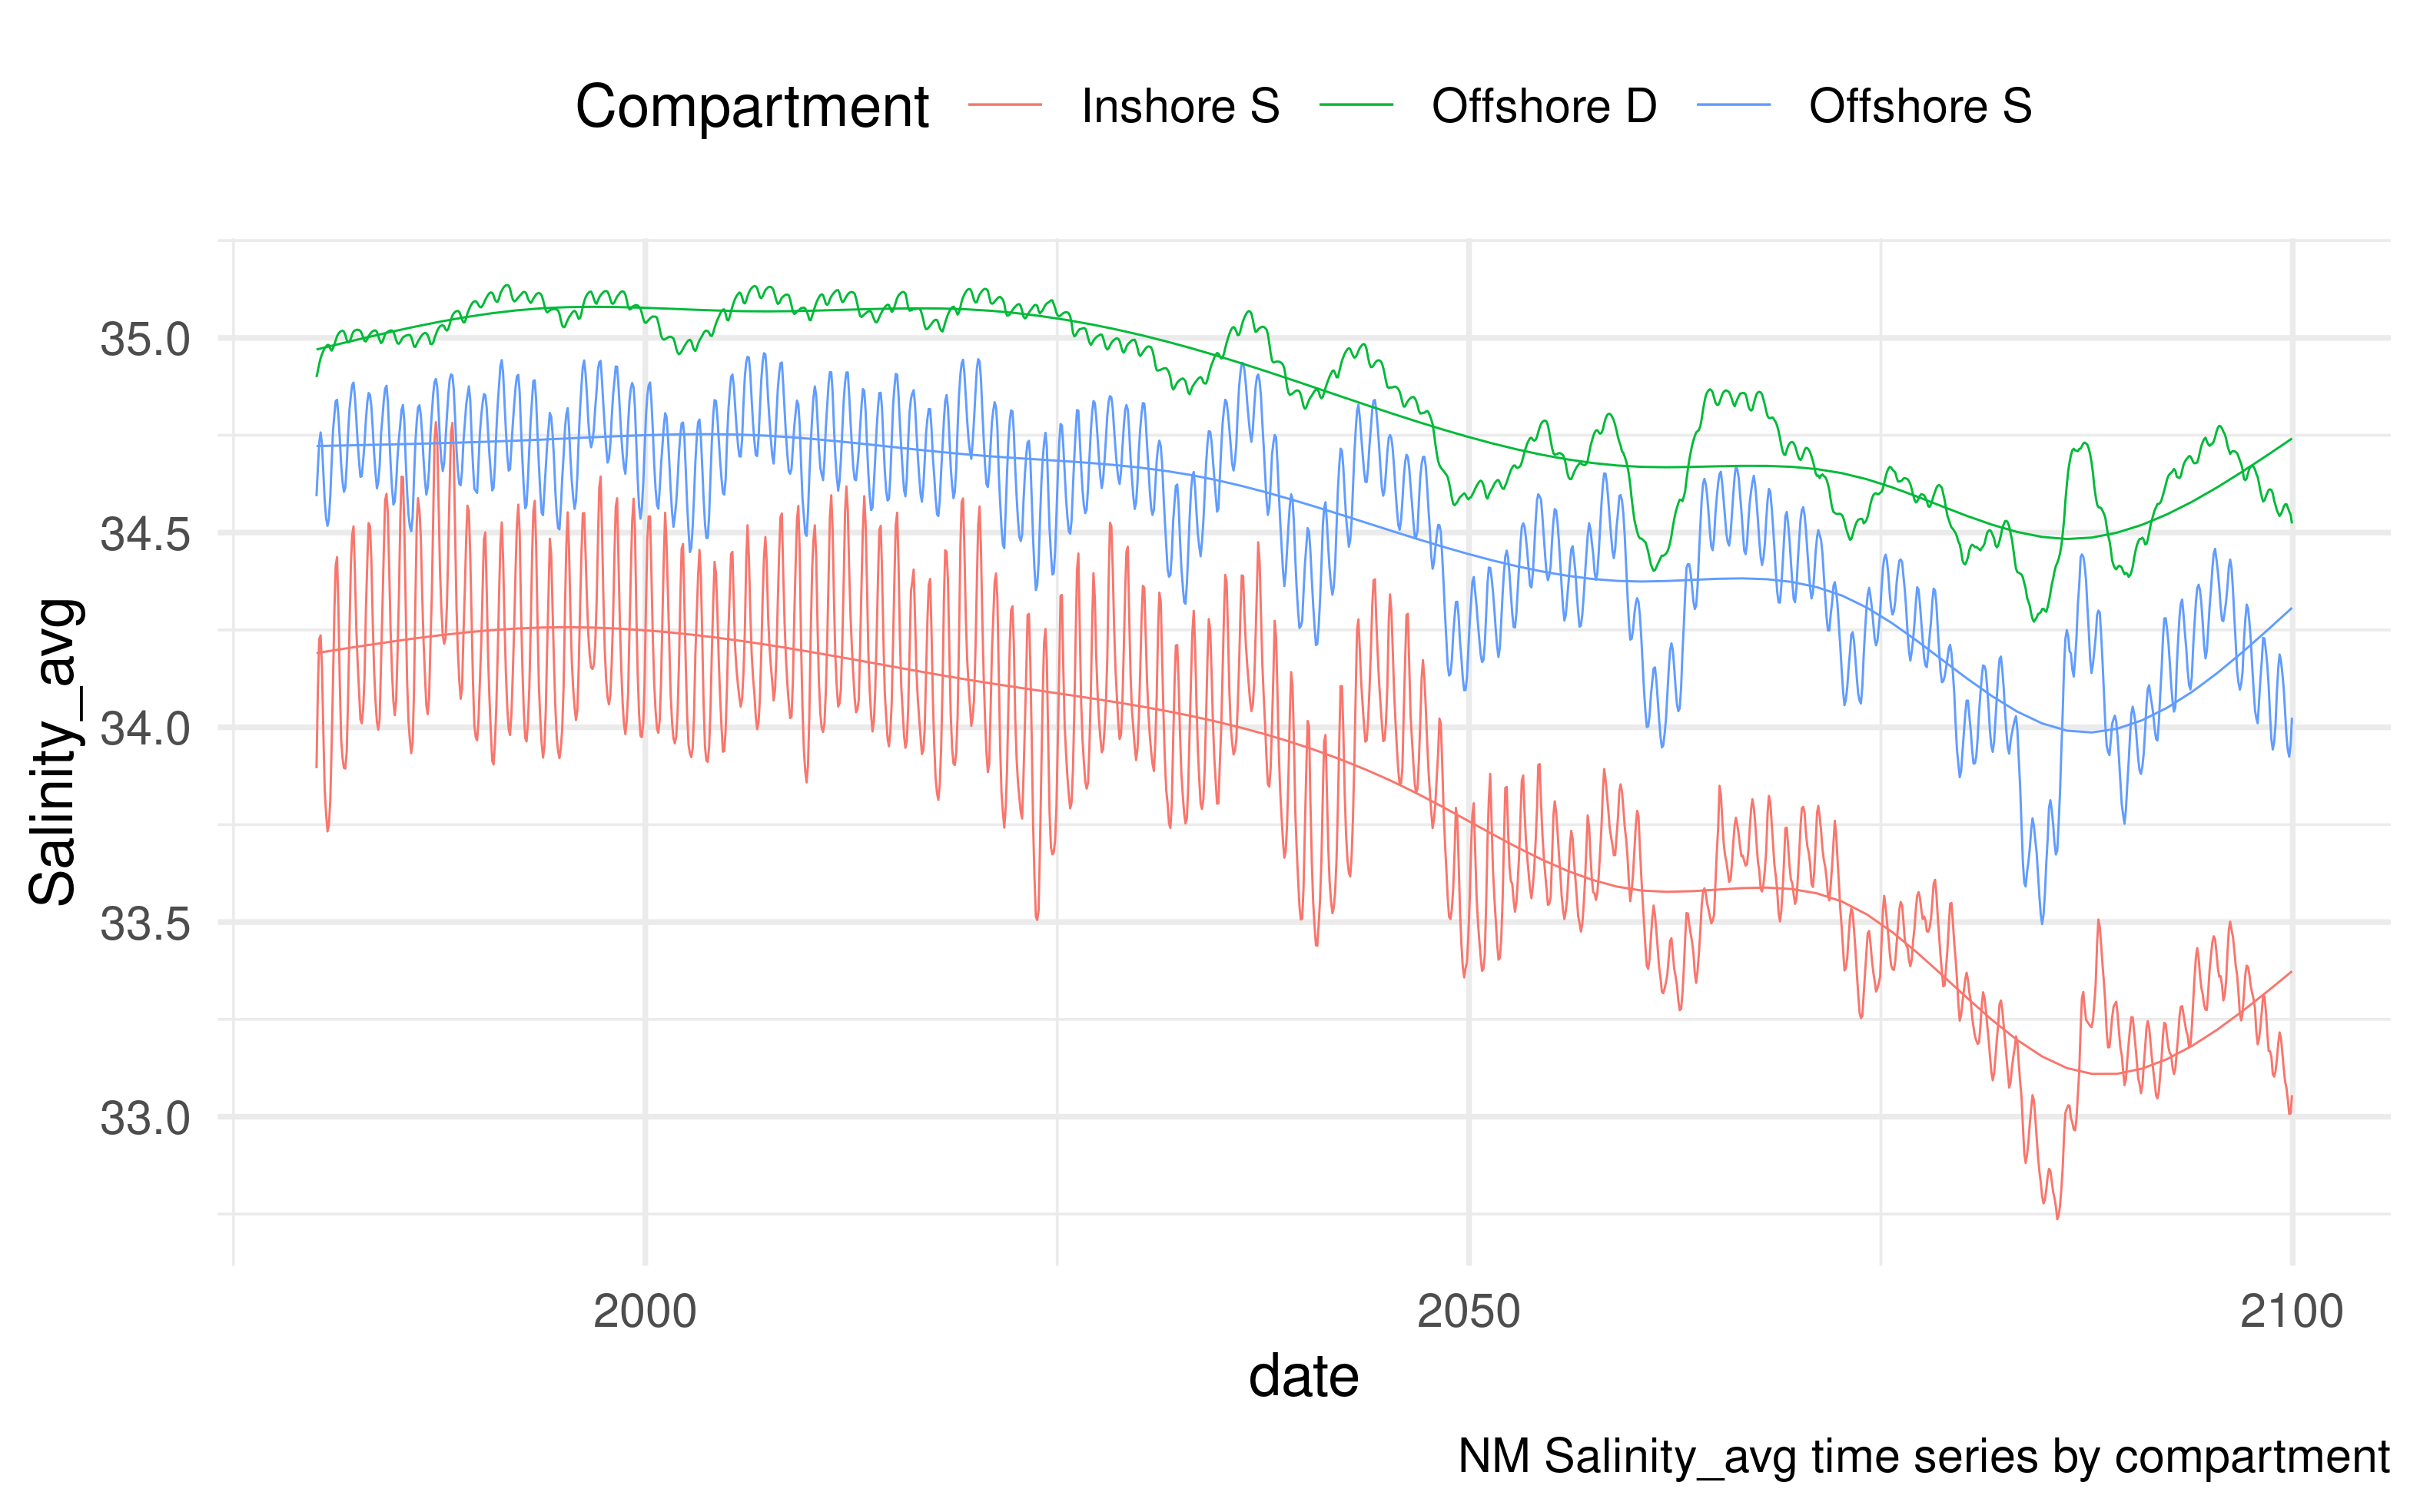 Compartment Inshore S Offshore D Offshore S
35.0
34.5
34.0
33.5
33.0
Salinity_avg
2000 2050 2100
date
NM Salinity_avg time series by compartment